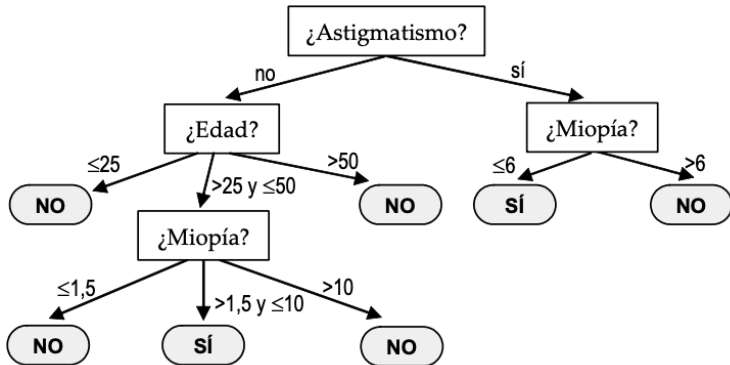 ¿Astigmatismo?
no
sí
¿Edad?
¿Miopía?
≤25
>25 y ≤50
>50
≤6
>6
NO
NO
SÍ
NO
¿Miopía?
≤1,5
>1,5 y ≤10
>10
NO
SÍ
NO